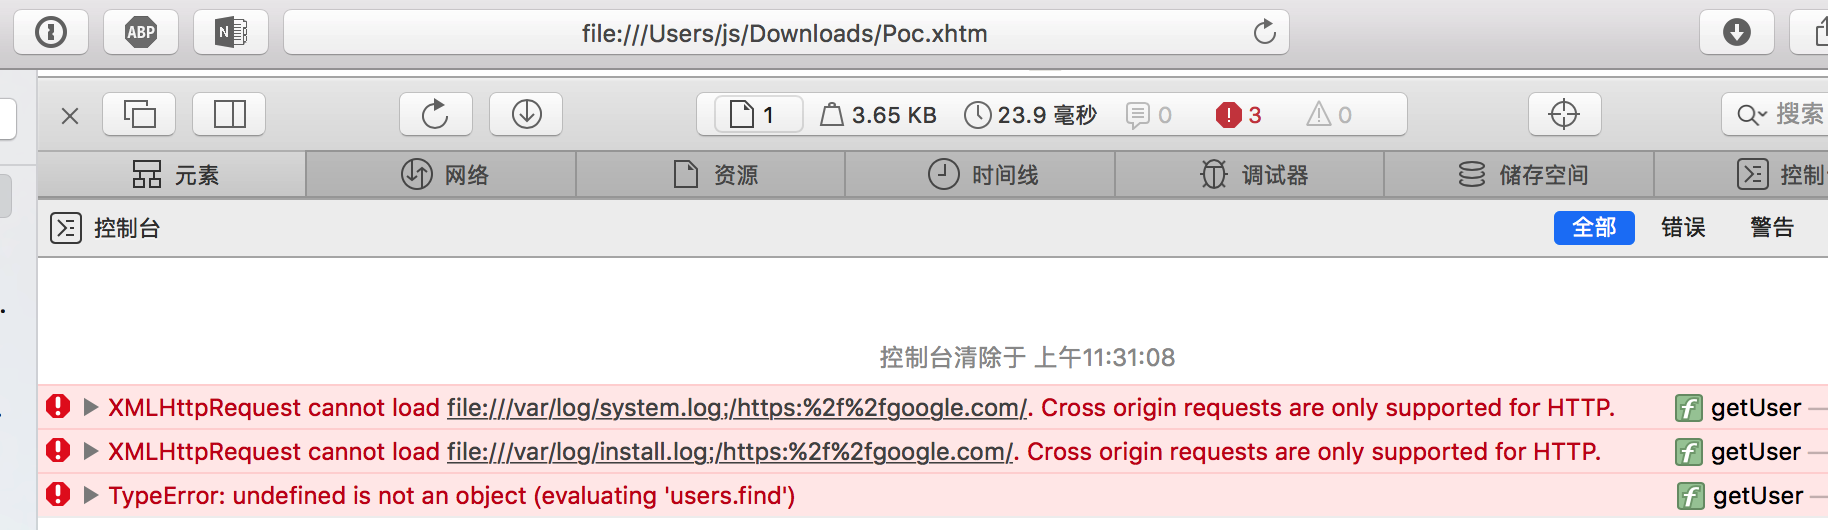 ABP
N
file:///Users/js/Downloads/Poc.xhtm
1
3.65 KB
23.9 毫秒
0
3
0
搜索
元素
网络
资源
时间线
调试器
储存空间
控制
控制台
全部
错误
警告
控制台清除于 上午11:31:08
XMLHttpRequest cannot load file:///var/log/system.log;/https:%2f%2fgoogle.com/. Cross origin requests are only supported for HTTP. f getUser
XMLHttpRequest cannot load file:///var/log/install.log;/https:%2f%2fgoogle.com/. Cross origin requests are only supported for HTTP. f getUser
TypeError: undefined is not an object (evaluating 'users.find') f getUser